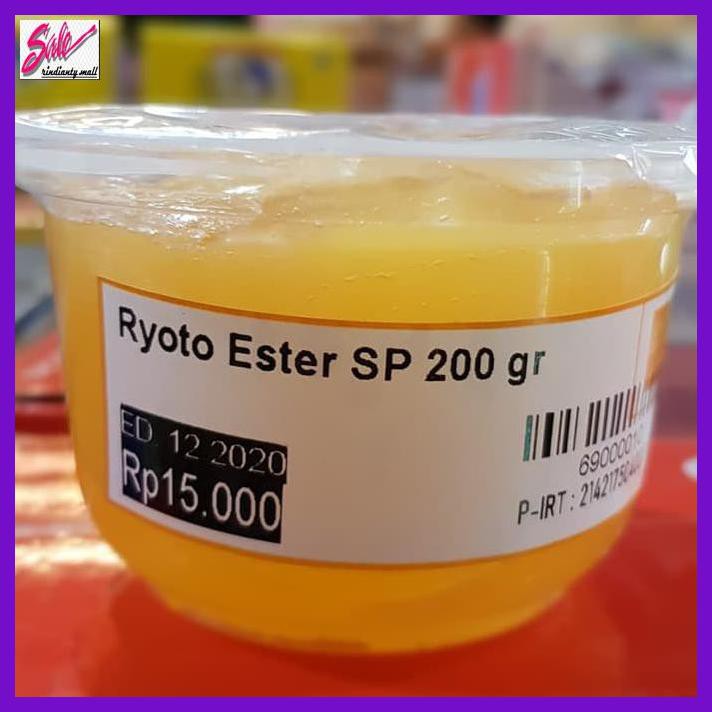 Sale
rindianty mall
Ryoto Ester SP 200 gr
ED. 12 2020
Rp15.000
P-IRT :